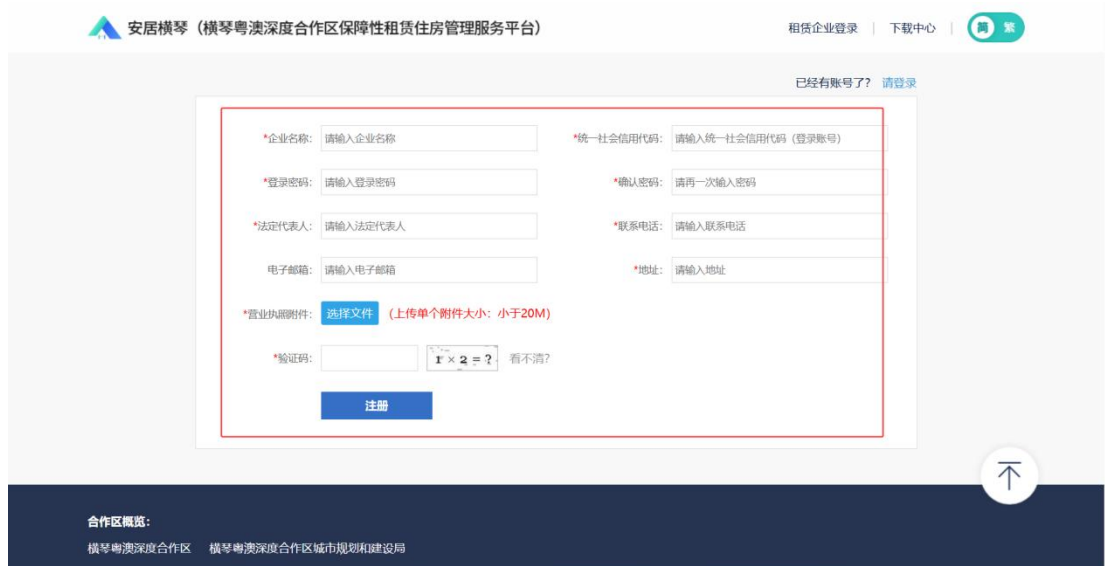 安居横琴（横琴粤澳深度合作区保障性租赁住房管理服务平台）
租赁企业登录 | 下载中心 | 简 繁
已经有账号了？ 请登录
*企业名称: 请输入企业名称 *统一社会信用代码: 请输入统一社会信用代码（登录账号）
*登录密码: 请输入登录密码 *确认密码: 请再一次输入密码
*法定代表人: 请输入法定代表人 *联系电话: 请输入联系电话
电子邮箱: 请输入电子邮箱 *地址: 请输入地址
*营业执照附件: 选择文件 (上传单个附件大小：小于20M)
*验证码: × 2 = ? 看不清?
注册
合作区概览：
横琴粤澳深度合作区 横琴粤澳深度合作区城市规划和建设局